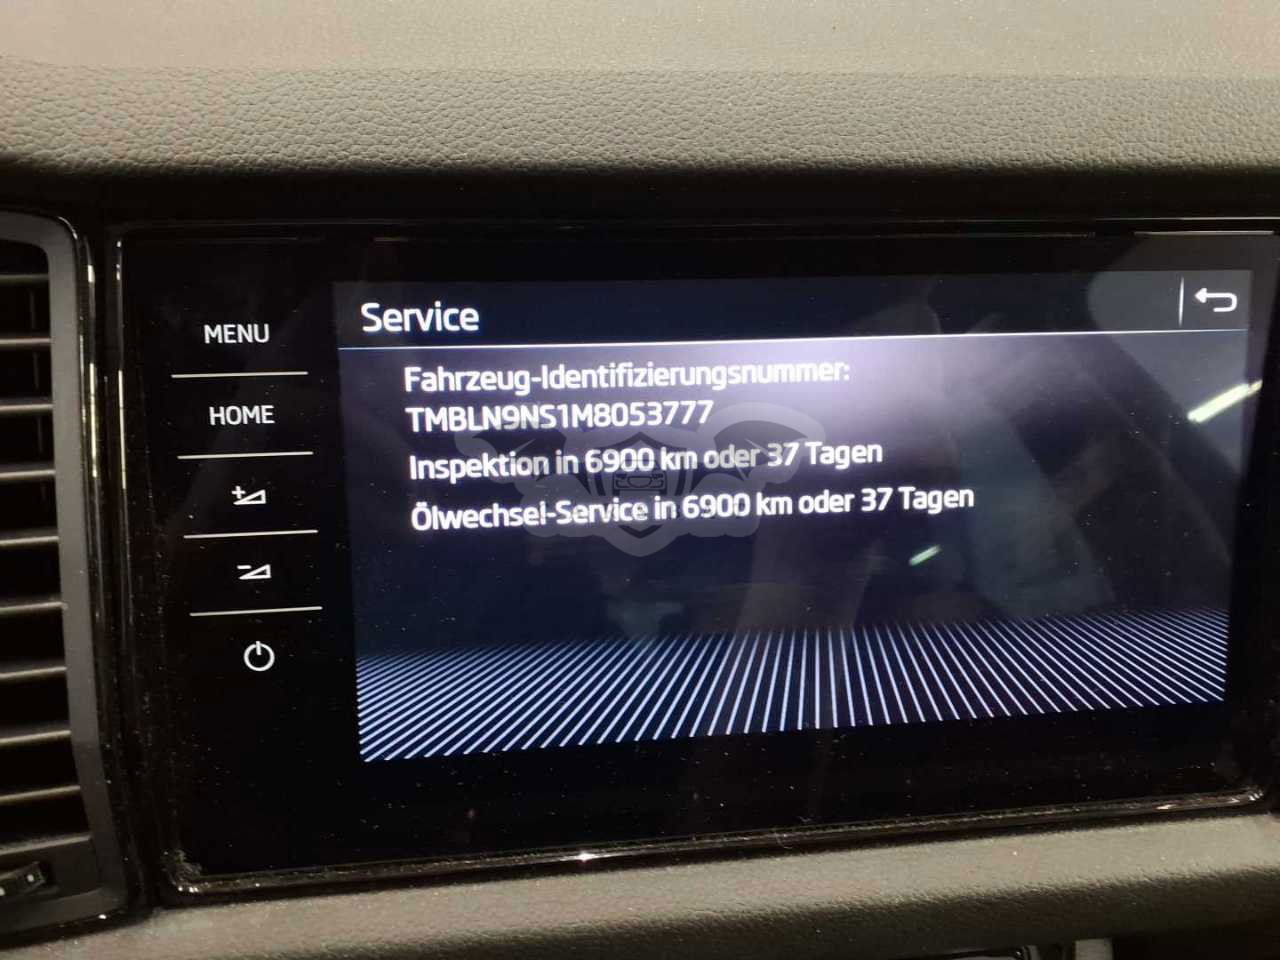 Service
MENU
HOME
Fahrzeug-Identifizierungsnummer:
TMBLN9NS1M8053777
Inspektion in 6900 km oder 37 Tagen
Ölwechsel-Service in 6900 km oder 37 Tagen